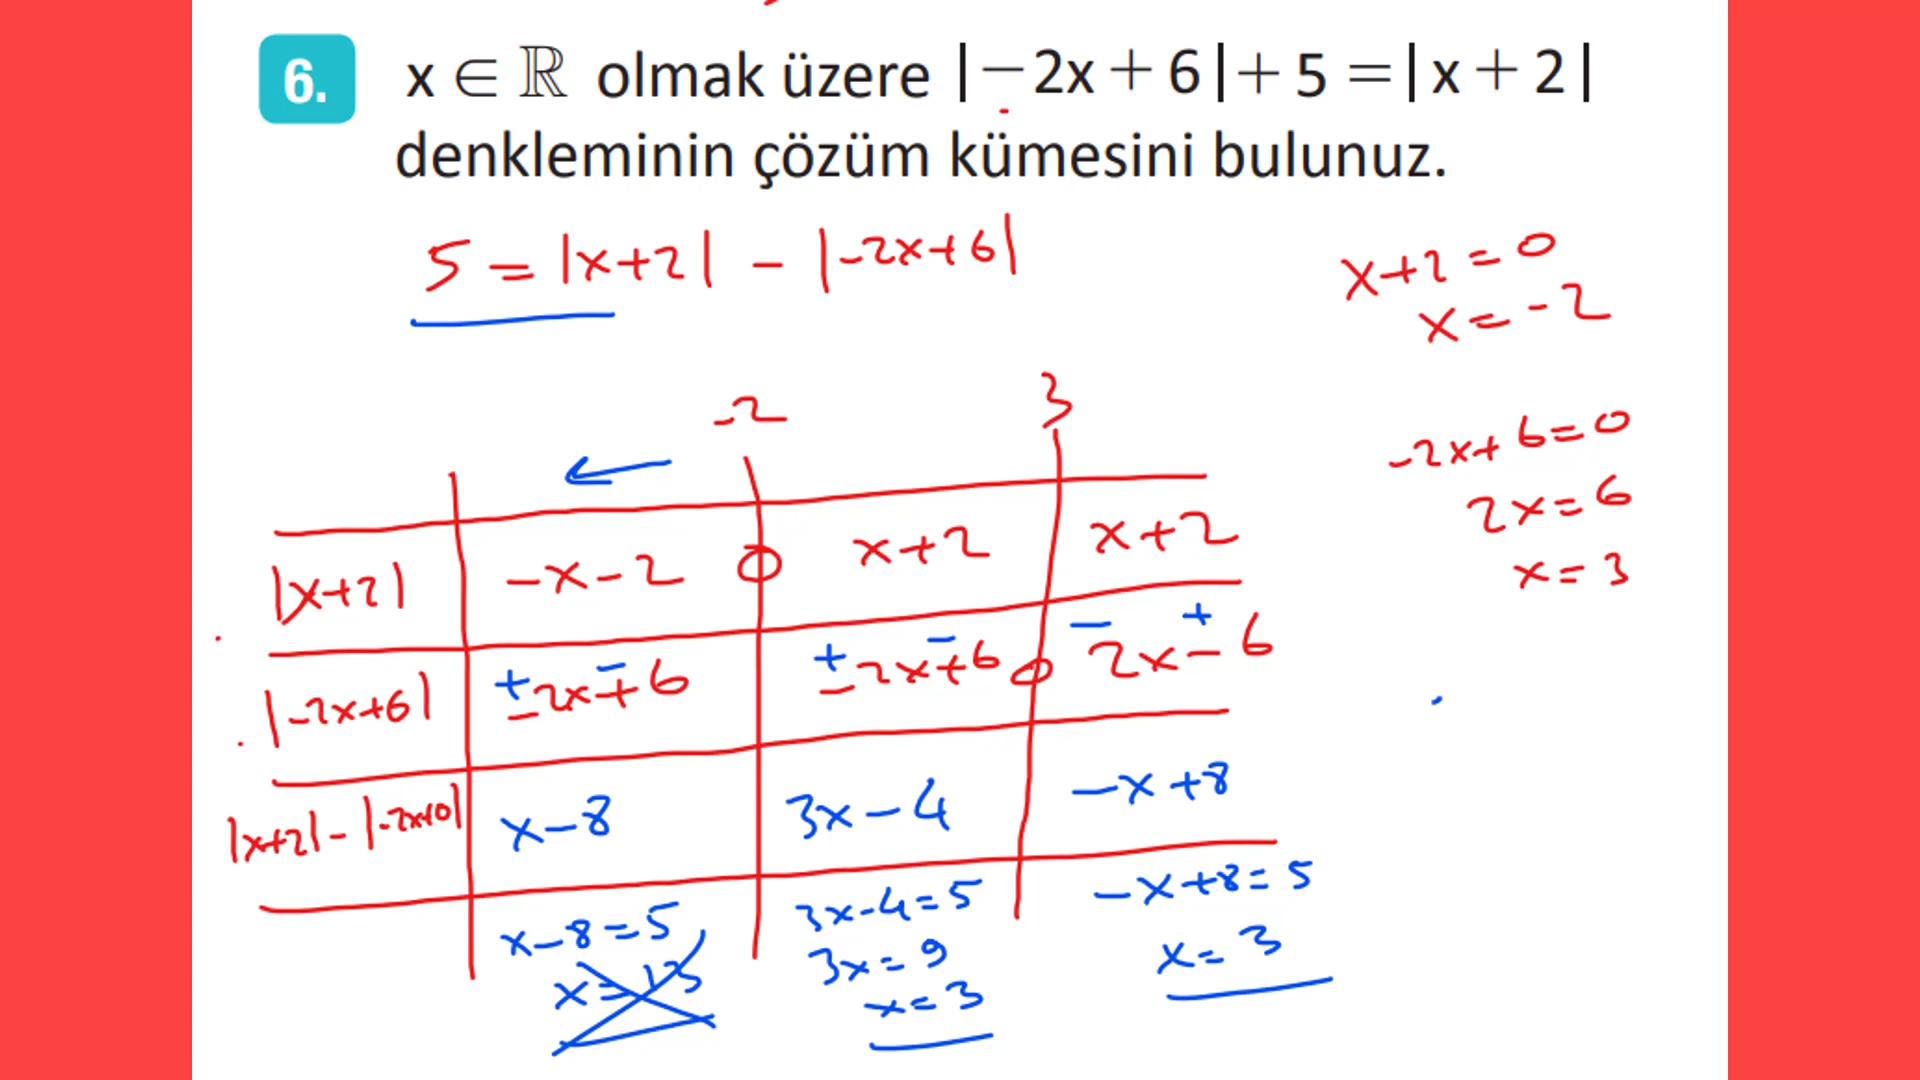 6. x ∈ ℝ olmak üzere |−2x+6|+5=|x+2|
denkleminin çözüm kümesini bulunuz.
5 = |x+2| − |-2x+6|
x+2=0
x=-2
-2x+6=0
2x=6
x=3
-2 3
|x+2| -x-2 x+2 x+2
|-2x+6| -2x+6 -2x+6 2x-6
+ - + - - +
|x+2|-|-2x+6| x-8 3x-4 -x+8
x-8=5 3x-4=5 -x+8=5
x=13 3x=9 x=3
x=3